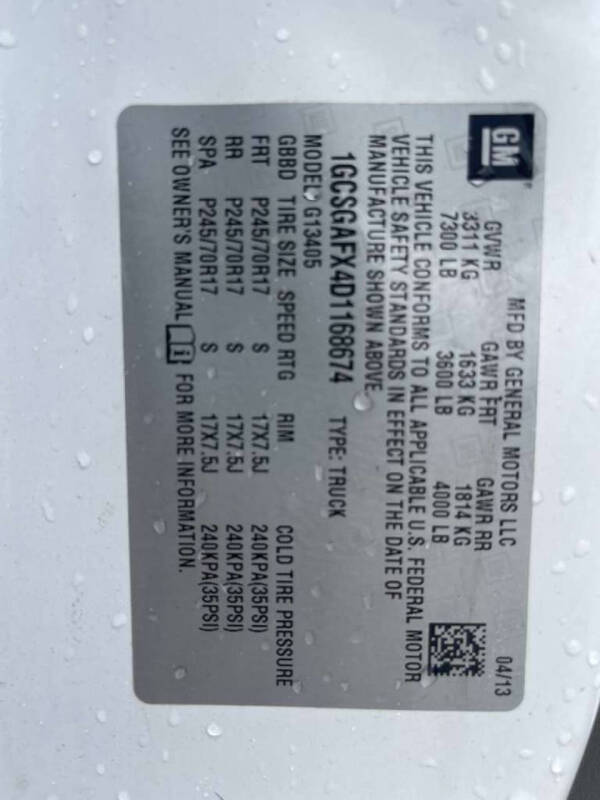 GM
MFD BY GENERAL MOTORS LLC 04/13
GVWR GAWR FRT GAWR RR
3311 KG 1633 KG 1814 KG
7300 LB 3600 LB 4000 LB
THIS VEHICLE CONFORMS TO ALL APPLICABLE U.S. FEDERAL MOTOR
VEHICLE SAFETY STANDARDS IN EFFECT ON THE DATE OF
MANUFACTURE SHOWN ABOVE
1GCSGAFX4D1168674 TYPE: TRUCK
MODEL: G13405
GBBD TIRE SIZE SPEED RTG RIM COLD TIRE PRESSURE
FRT P245/70R17 S 17X7.5J 240KPA(35PSI)
RR P245/70R17 S 17X7.5J 240KPA(35PSI)
SPA P245/70R17 S 17X7.5J 240KPA(35PSI)
SEE OWNER'S MANUAL FOR MORE INFORMATION.